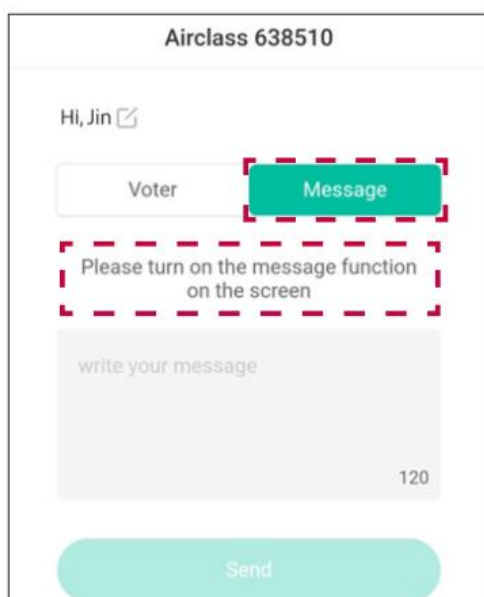 Airclass 638510
Hi, Jin
Voter
Message
Please turn on the message function
on the screen
write your message
120
Send